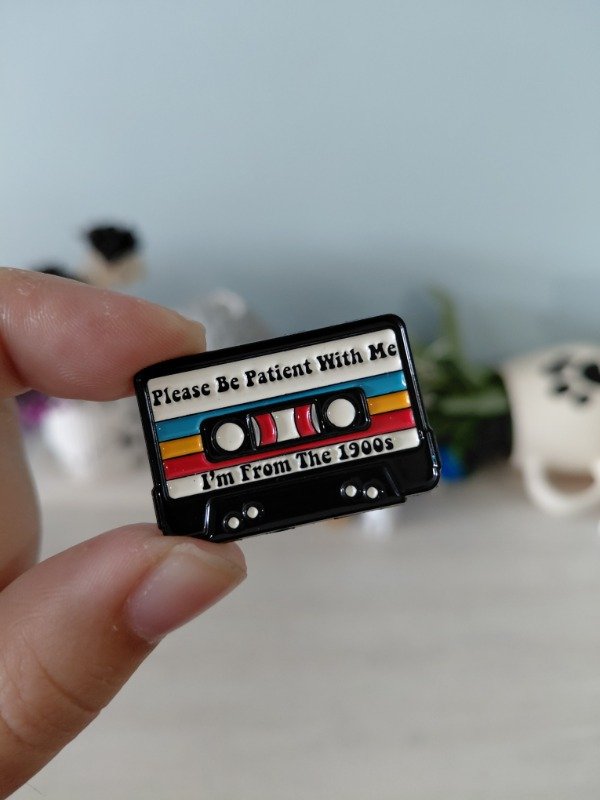 Please Be Patient With Me
I'm From The 1900s